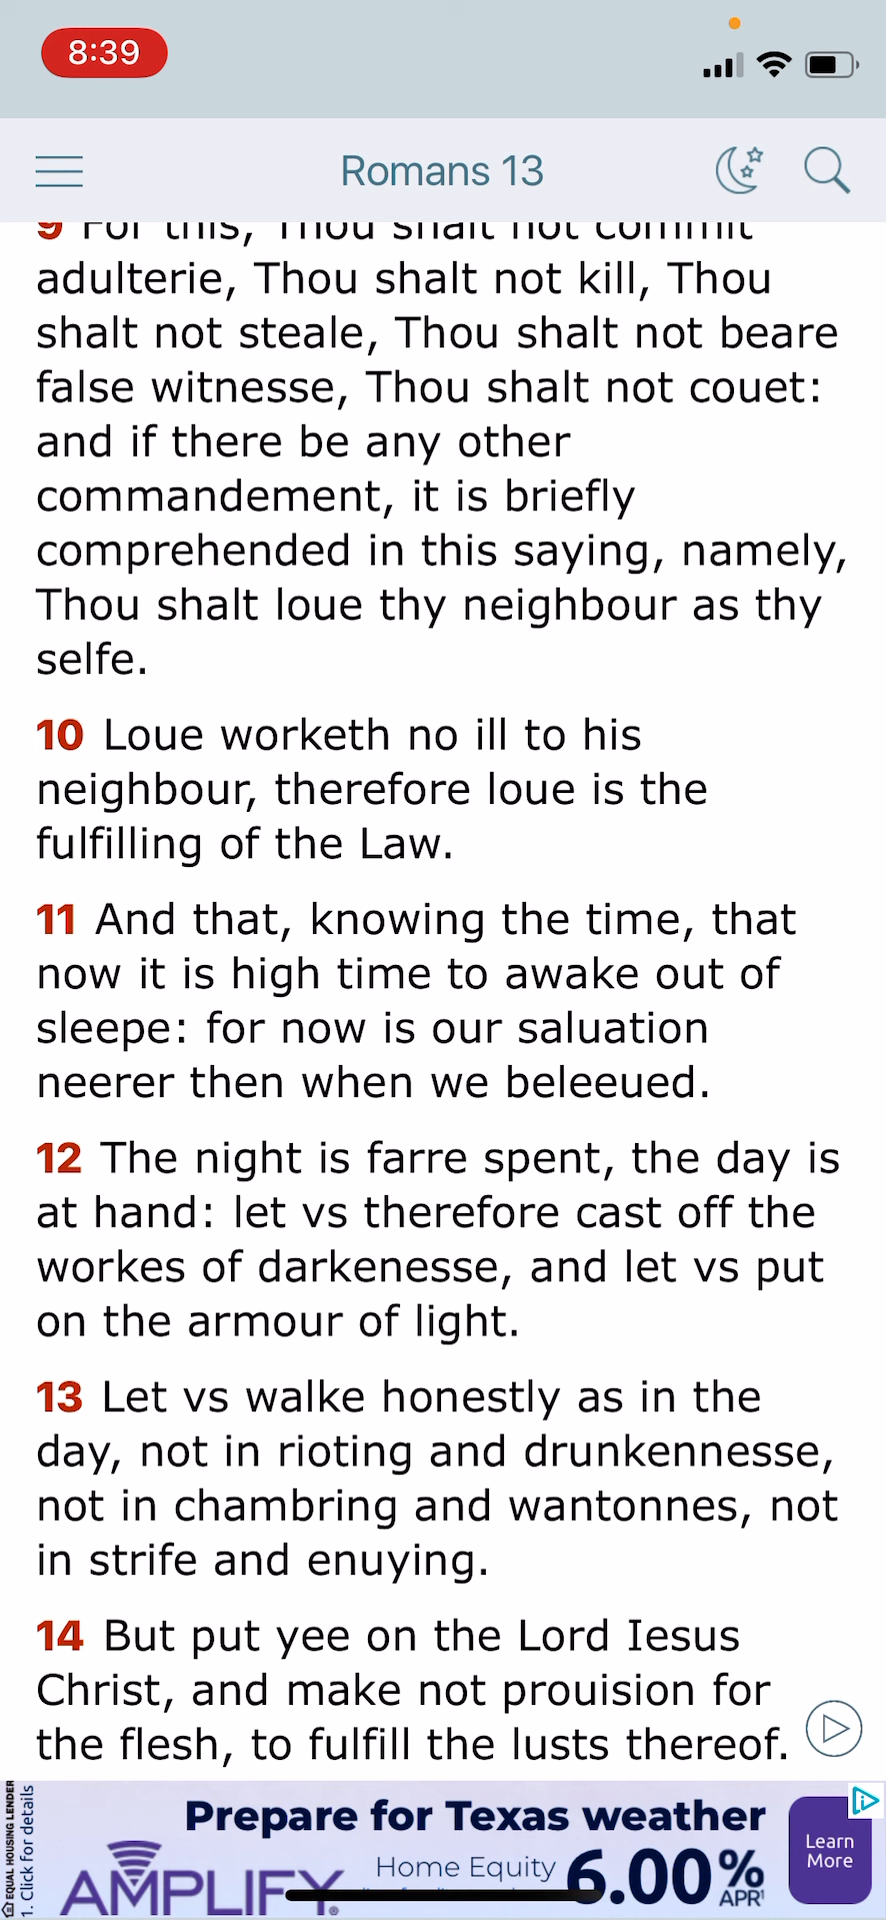 8:39
Romans 13
9 For this, Thou shalt not commit
adulterie, Thou shalt not kill, Thou
shalt not steale, Thou shalt not beare
false witnesse, Thou shalt not couet:
and if there be any other
commandement, it is briefly
comprehended in this saying, namely,
Thou shalt loue thy neighbour as thy
selfe.
10 Loue worketh no ill to his
neighbour, therefore loue is the
fulfilling of the Law.
11 And that, knowing the time, that
now it is high time to awake out of
sleepe: for now is our saluation
neerer then when we beleeued.
12 The night is farre spent, the day is
at hand: let vs therefore cast off the
workes of darkenesse, and let vs put
on the armour of light.
13 Let vs walke honestly as in the
day, not in rioting and drunkennesse,
not in chambring and wantonnes, not
in strife and enuying.
14 But put yee on the Lord Iesus
Christ, and make not prouision for
the flesh, to fulfill the lusts thereof.
EQUAL HOUSING LENDER
1. Click for details
Prepare for Texas weather
AMPLIFY
Home Equity
6.00% APR¹
Learn
More